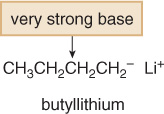 very strong base
CH₃CH₂CH₂CH₂⁻ Li⁺
butyllithium